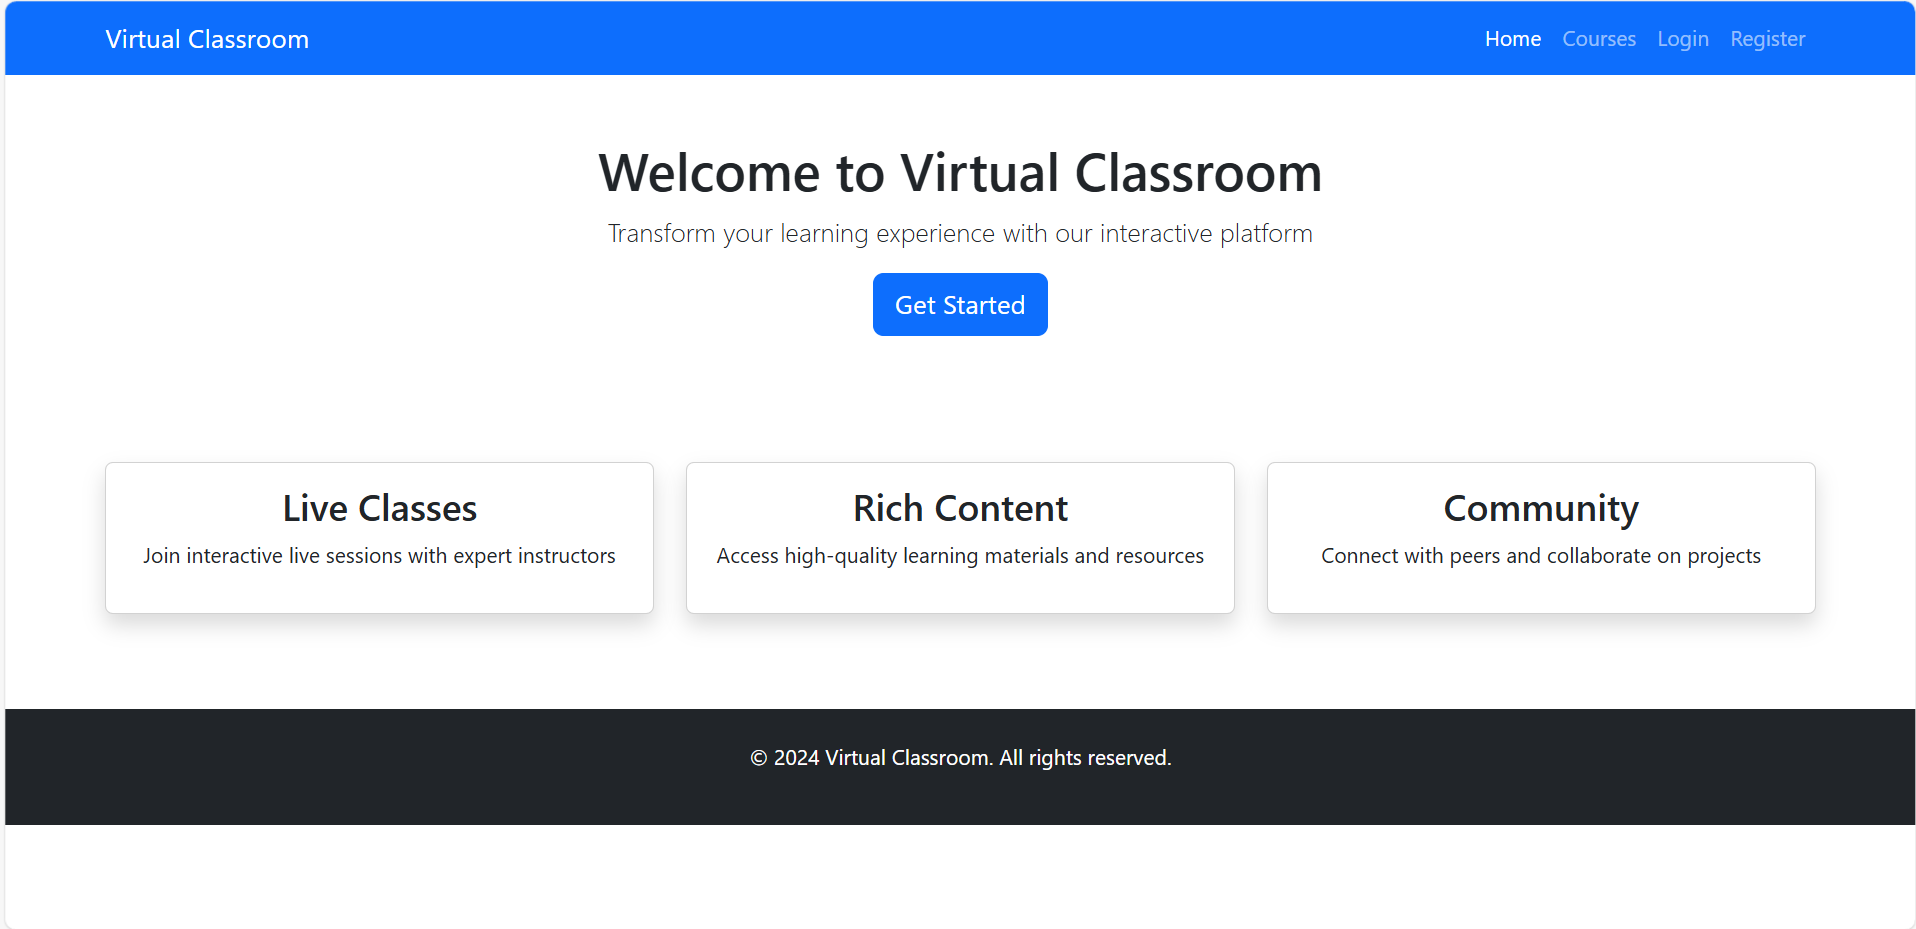 Virtual Classroom
Home Courses Login Register
Welcome to Virtual Classroom
Transform your learning experience with our interactive platform
Get Started
Live Classes
Join interactive live sessions with expert instructors
Rich Content
Access high-quality learning materials and resources
Community
Connect with peers and collaborate on projects
© 2024 Virtual Classroom. All rights reserved.